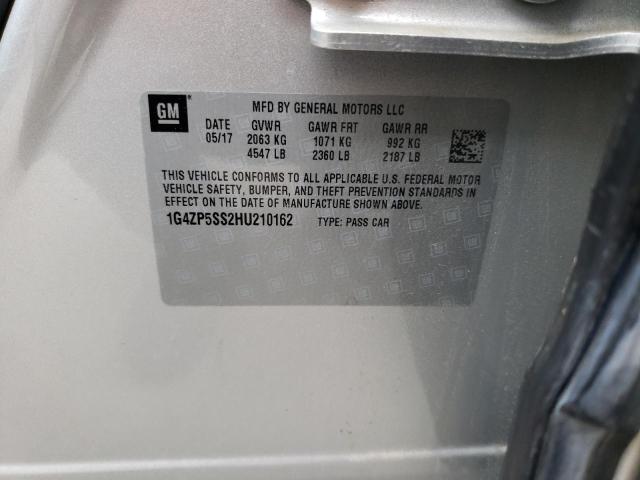 GM
MFD BY GENERAL MOTORS LLC
DATE GVWR GAWR FRT GAWR RR
05/17 2063 KG 1071 KG 992 KG
4547 LB 2360 LB 2187 LB
THIS VEHICLE CONFORMS TO ALL APPLICABLE U.S. FEDERAL MOTOR
VEHICLE SAFETY, BUMPER, AND THEFT PREVENTION STANDARDS IN
EFFECT ON THE DATE OF MANUFACTURE SHOWN ABOVE.
1G4ZP5SS2HU210162 TYPE: PASS CAR